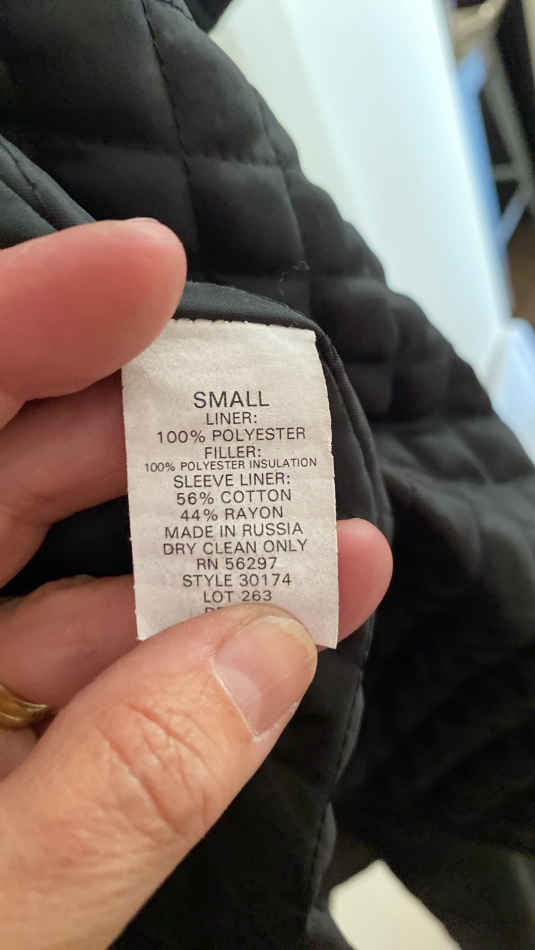 SMALL
LINER:
100% POLYESTER
FILLER:
100% POLYESTER INSULATION
SLEEVE LINER:
56% COTTON
44% RAYON
MADE IN RUSSIA
DRY CLEAN ONLY
RN 56297
STYLE 30174
LOT 263